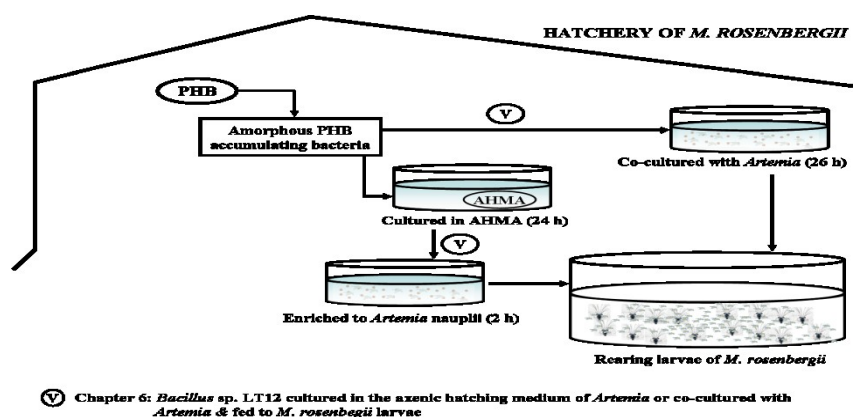 HATCHERY OF M. ROSENBERGII
PHB
V
Amorphous PHB
accumulating bacteria
Co-cultured with Artemia (26 h)
AHMA
Cultured in AHMA (24 h)
V
Enriched to Artemia nauplii (2 h)
Rearing larvae of M. rosenbergii
V Chapter 6: Bacillus sp. LT12 cultured in the axenic hatching medium of Artemia or co-cultured with
Artemia & fed to M. rosenbegii larvae